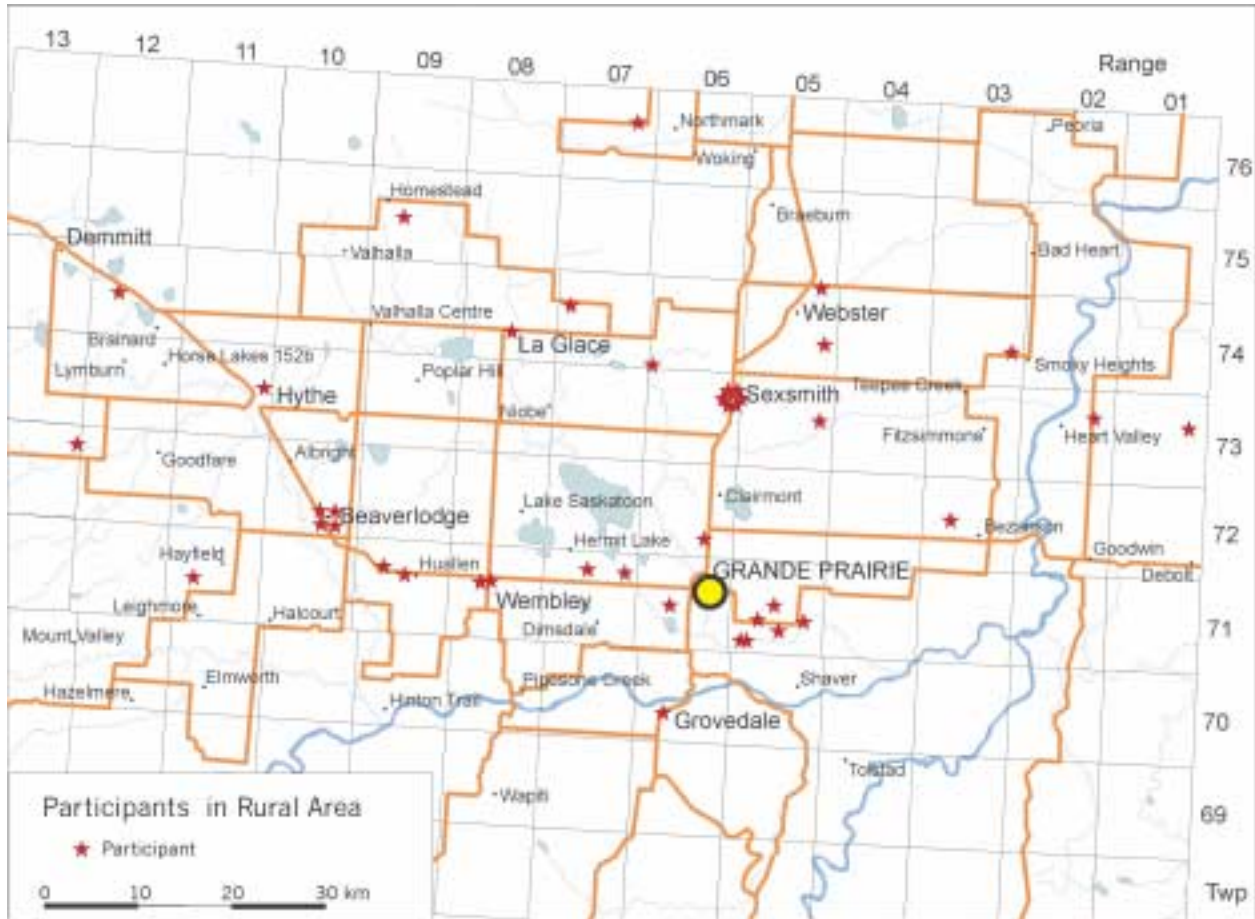 13
12
11
10
09
08
07
06
05
04
03
02
01
Range
Northmark
Peoria
Woking
76
Homestead
Braeburn
Demmitt
Valhalla
Bad Heart
75
Valhalla Centre
Webster
Brainard
La Glace
Horse Lakes 152b
74
Lymburn
Poplar Hill
Smoky Heights
Hythe
Sexsmith
Teepee Creek
Niobe
Fitzsimmons
Heart Valley
73
Albright
Goodfare
Lake Saskatoon
Clairmont
Beaverlodge
Bezanson
72
Hermit Lake
Hayfield
Goodwin
Huallen
GRANDE PRAIRIE
Debolt
Wembley
Leighmore
Halcourt
Dimsdale
71
Mount Valley
Elmworth
Pipestone Creek
Shaver
Hazelmere
Hinton Trail
Grovedale
70
Tolstad
Wapiti
69
Participants in Rural Area
Participant
0 10 20 30 km
Twp